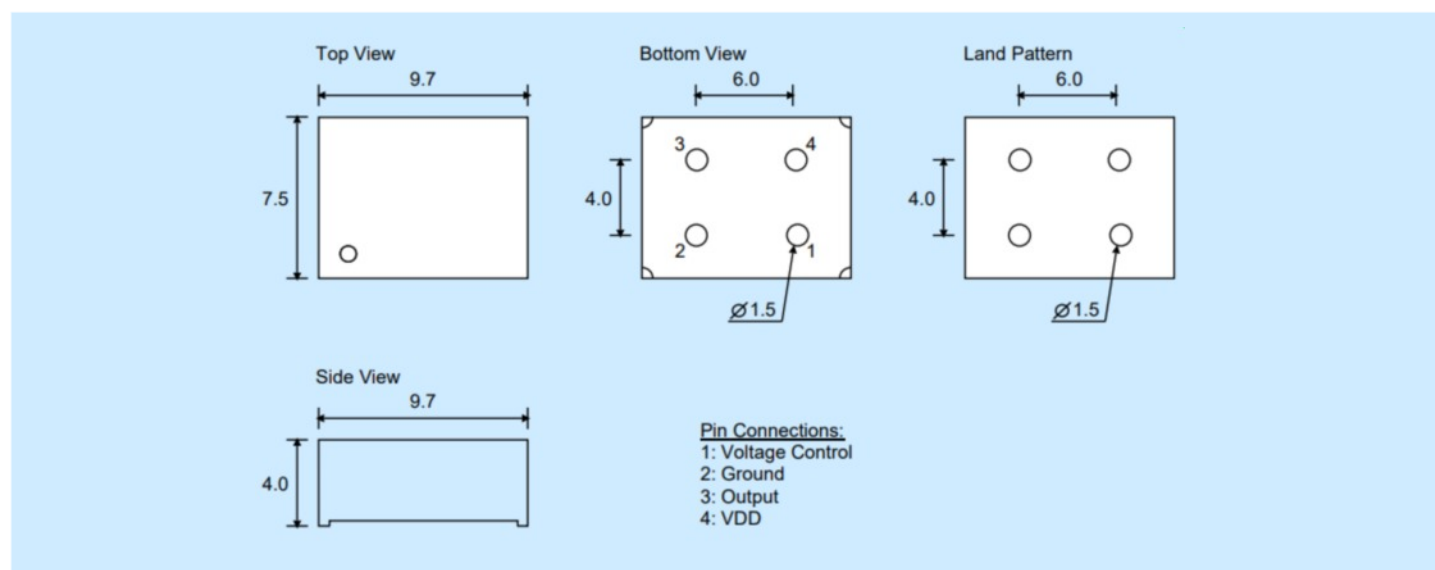 Top View
9.7
7.5
Bottom View
6.0
4.0
3
4
2
1
Ø1.5
Land Pattern
6.0
4.0
Ø1.5
Side View
9.7
4.0
Pin Connections:
1: Voltage Control
2: Ground
3: Output
4: VDD